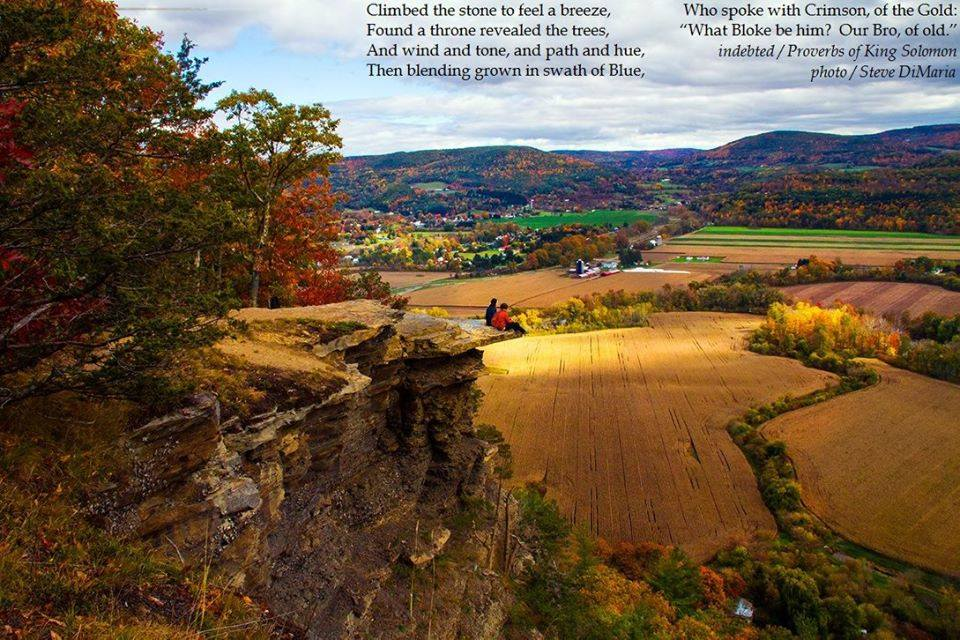 Climbed the stone to feel a breeze,
Found a throne revealed the trees,
And wind and tone, and path and hue,
Then blending grown in swath of Blue,
Who spoke with Crimson, of the Gold:
“What Bloke be him?  Our Bro, of old.”
indebted / Proverbs of King Solomon
photo / Steve DiMaria